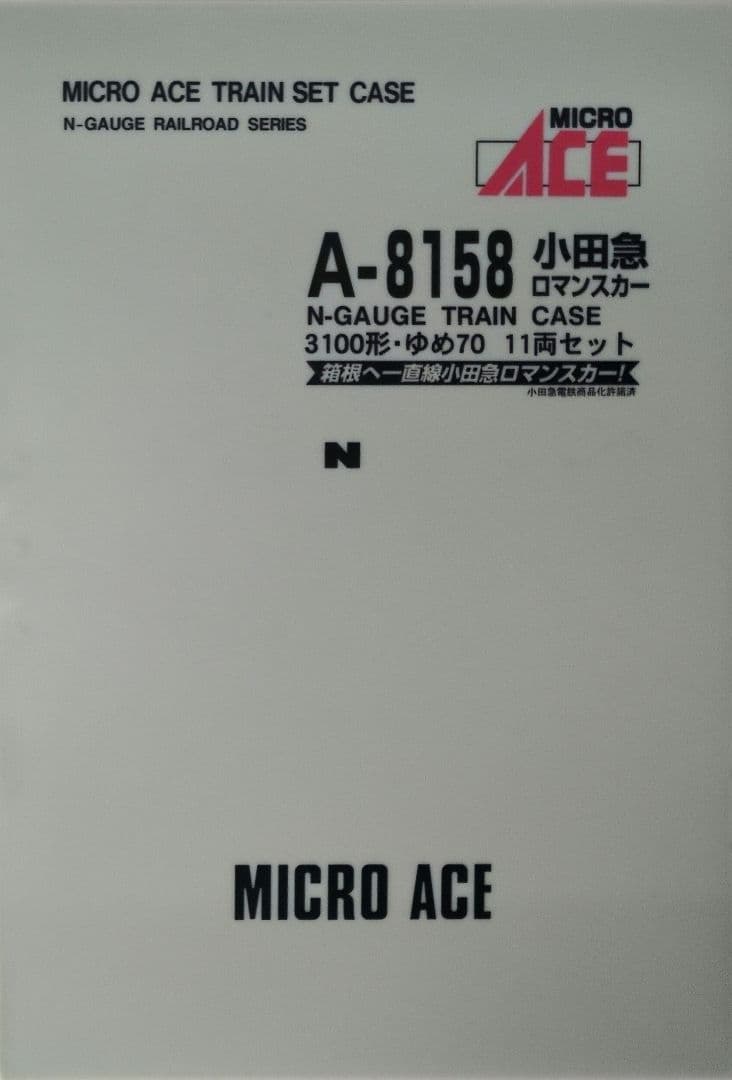 MICRO ACE TRAIN SET CASE
N-GAUGE RAILROAD SERIES
MICRO
ACE
A-8158 小田急
ロマンスカー
N-GAUGE TRAIN CASE
3100形・ゆめ70 11両セット
箱根へ一直線小田急ロマンスカー!
小田急電鉄商品化許諾済
N
MICRO ACE